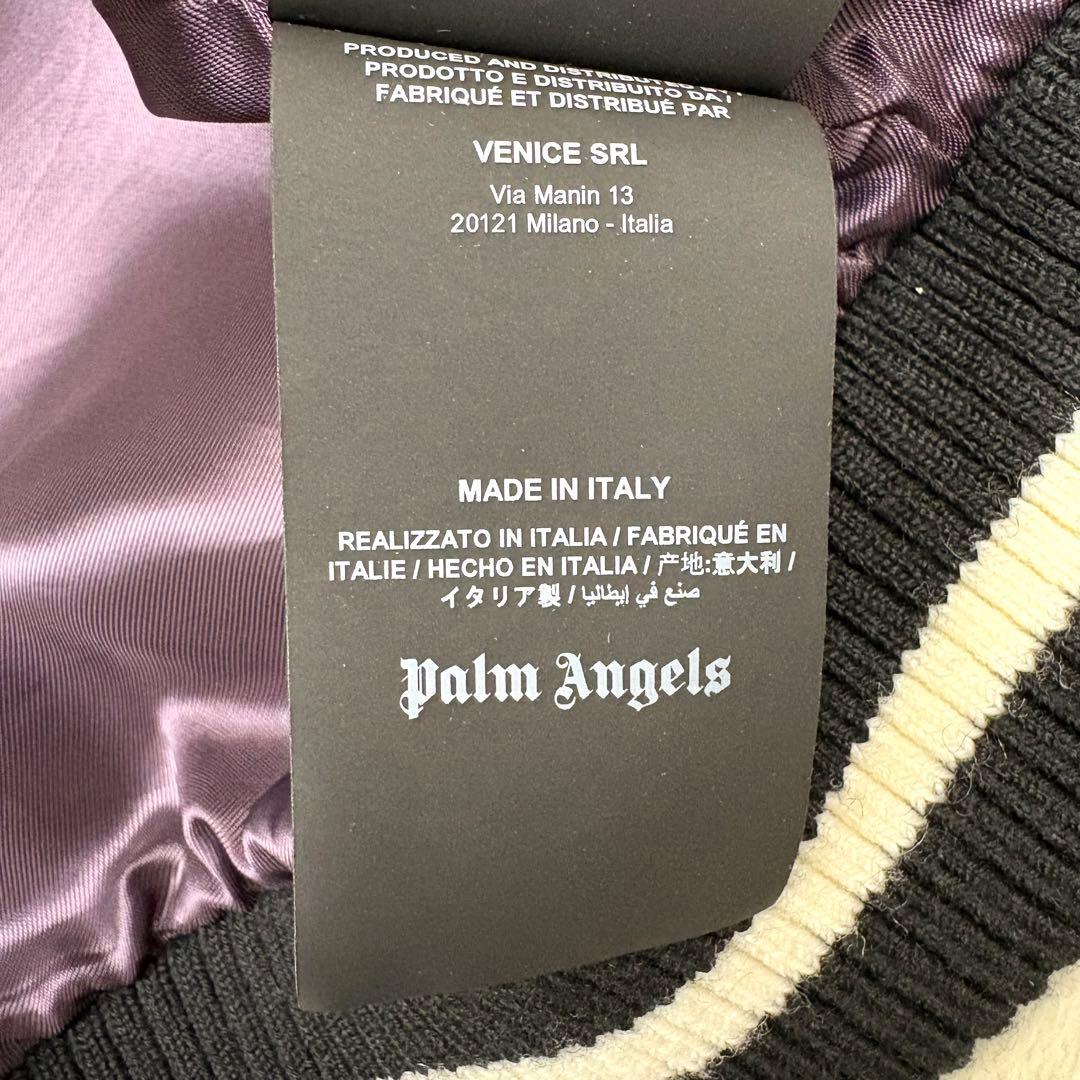 PRODUCED AND DISTRIBUTED BY /
PRODOTTO E DISTRIBUITO DA /
FABRIQUÉ ET DISTRIBUÉ PAR
VENICE SRL
Via Manin 13
20121 Milano - Italia
MADE IN ITALY
REALIZZATO IN ITALIA / FABRIQUÉ EN
ITALIE / HECHO EN ITALIA / 产地:意大利 /
イタリア製 / صنع في إيطاليا
Palm Angels